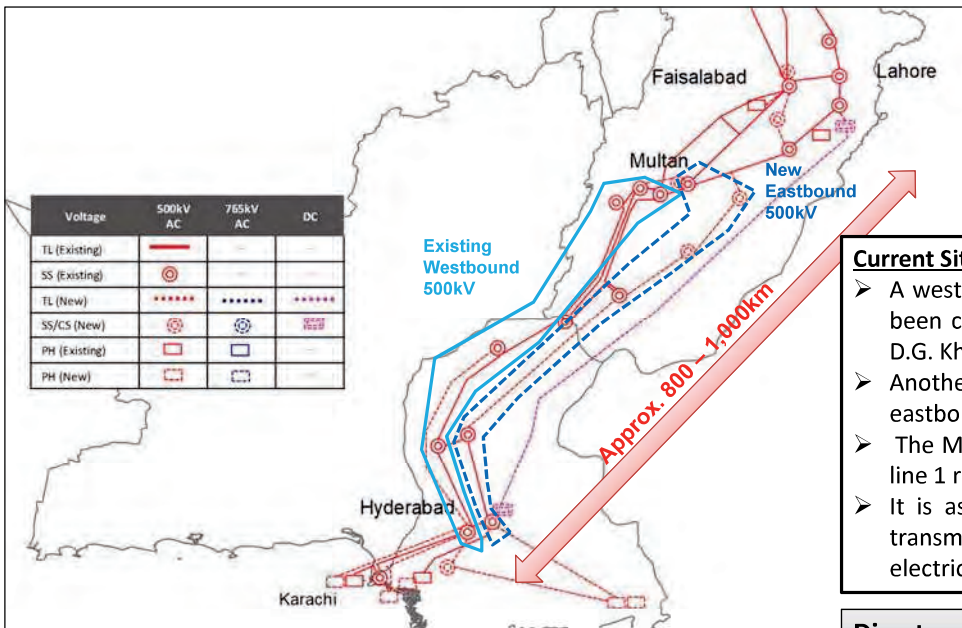 Faisalabad
Lahore
Multan
New
Eastbound
500kV
Existing
Westbound
500kV
Voltage 500kV AC 765kV AC DC
TL (Existing) — —
SS (Existing) — —
TL (New)
SS/CS (New)
PH (Existing) —
PH (New) —
Approx. 800 – 1,000km
Hyderabad
Karachi
Current Sit
➢ A west
been c
D.G. Kh
➢ Anothe
eastbo
➢ The M
line 1 r
➢ It is as
transm
electric